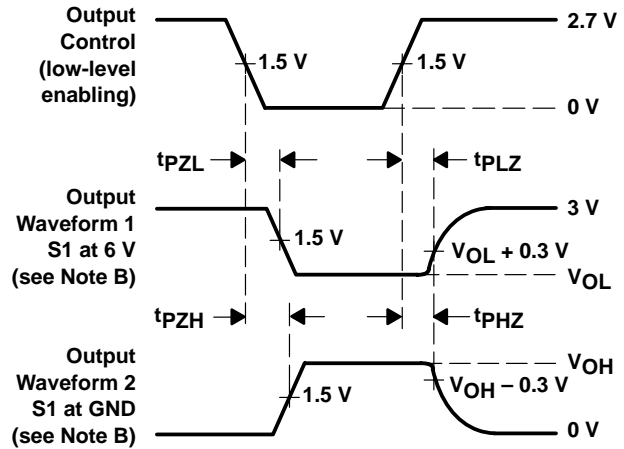 Output
Control
(low-level
enabling)
2.7 V
1.5 V
1.5 V
0 V
tPZL
tPLZ
Output
Waveform 1
S1 at 6 V
(see Note B)
3 V
1.5 V
VOL + 0.3 V
VOL
tPZH
tPHZ
Output
Waveform 2
S1 at GND
(see Note B)
VOH
1.5 V
VOH – 0.3 V
0 V